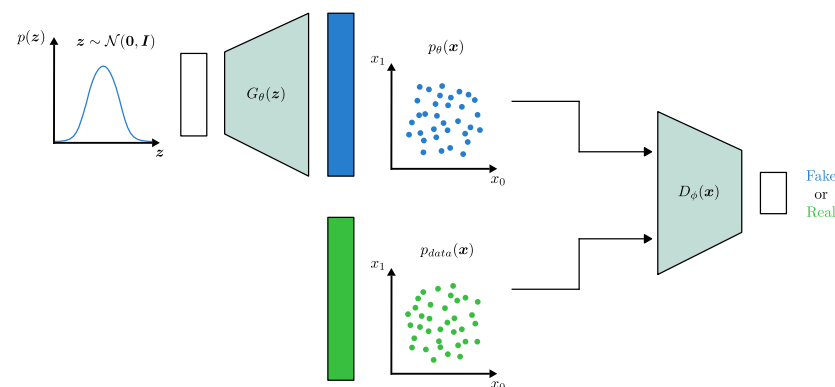 p(z)
z ∼ 𝒩(0, I)
z
G_θ(z)
p_θ(x)
x_1
x_0
D_ϕ(x)
Fake
or
Real
p_data(x)
x_1
x_0